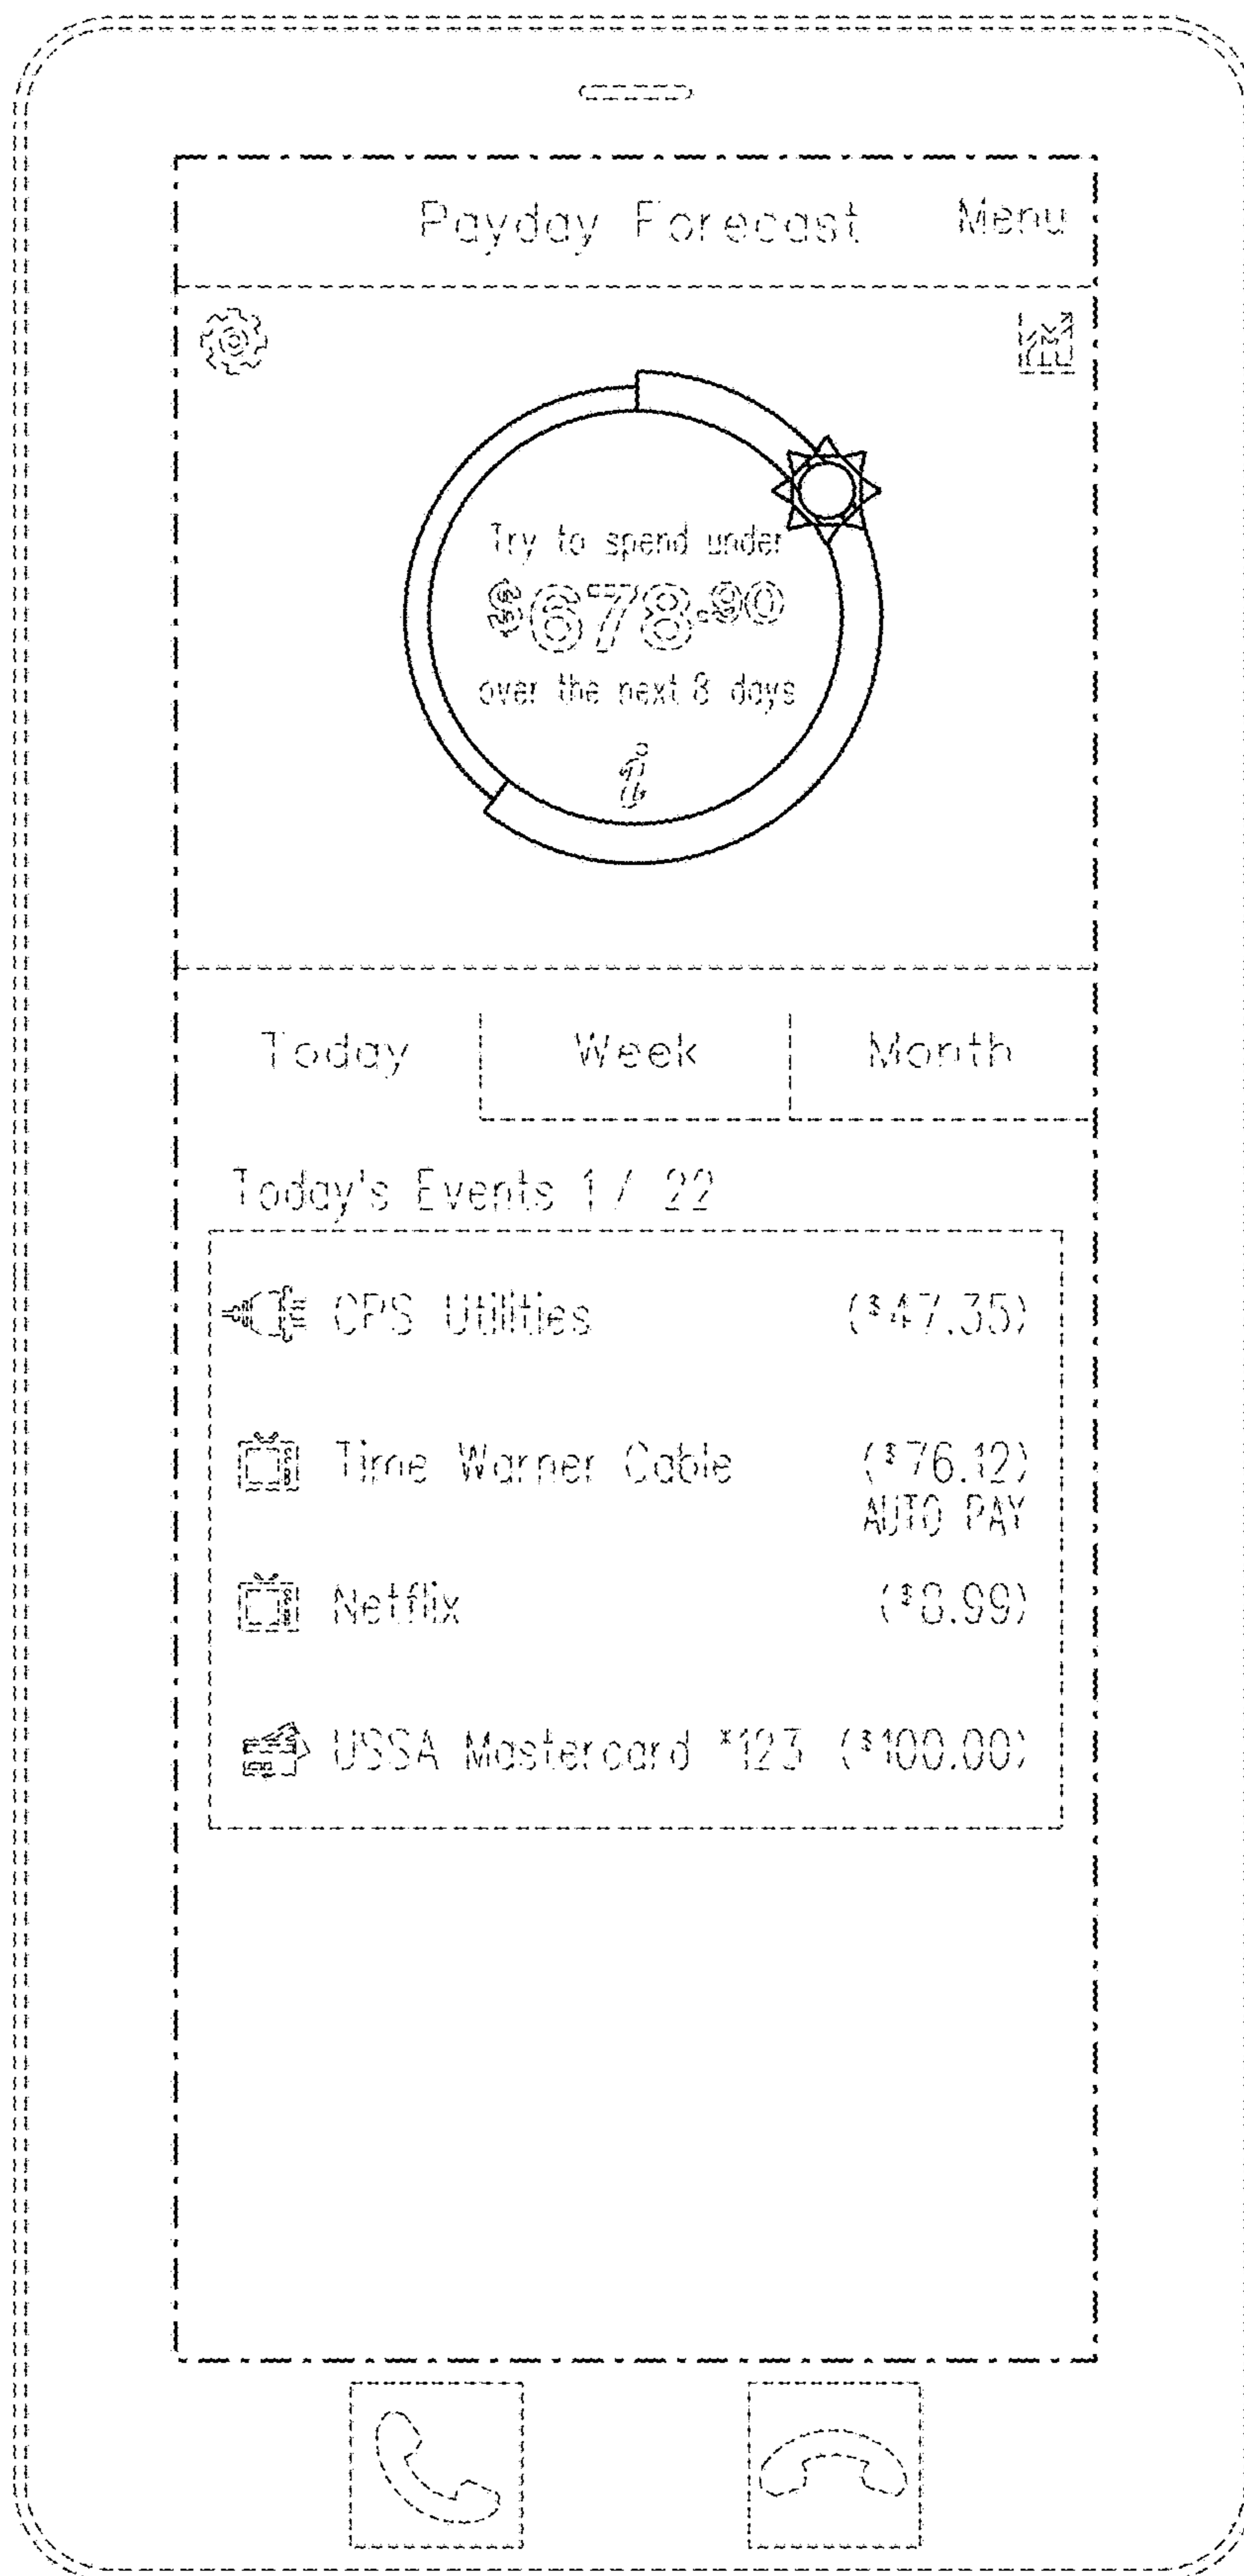 Payday Forecast Menu
Try to spend under
$678.90
over the next 8 days
i
Today Week Month
Today's Events 1 / 22
CPS Utilities ($47.35)
Time Warner Cable ($76.12)
AUTO PAY
Netflix ($8.99)
USSA Mastercard *123 ($100.00)